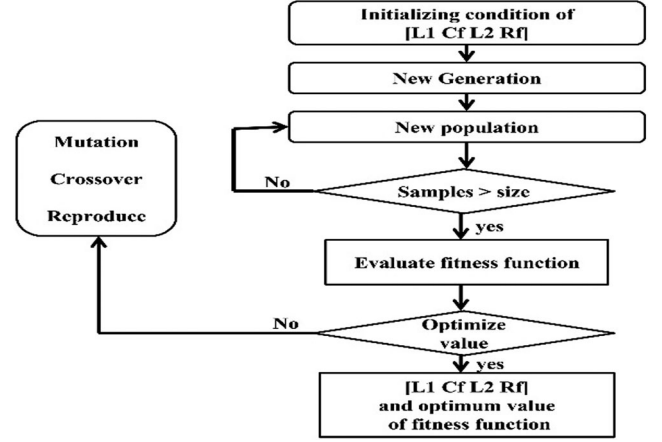 Initializing condition of
[L1 Cf L2 Rf]
New Generation
New population
No
Samples > size
yes
Evaluate fitness function
Mutation
Crossover
Reproduce
No
Optimize
value
yes
[L1 Cf L2 Rf]
and optimum value
of fitness function